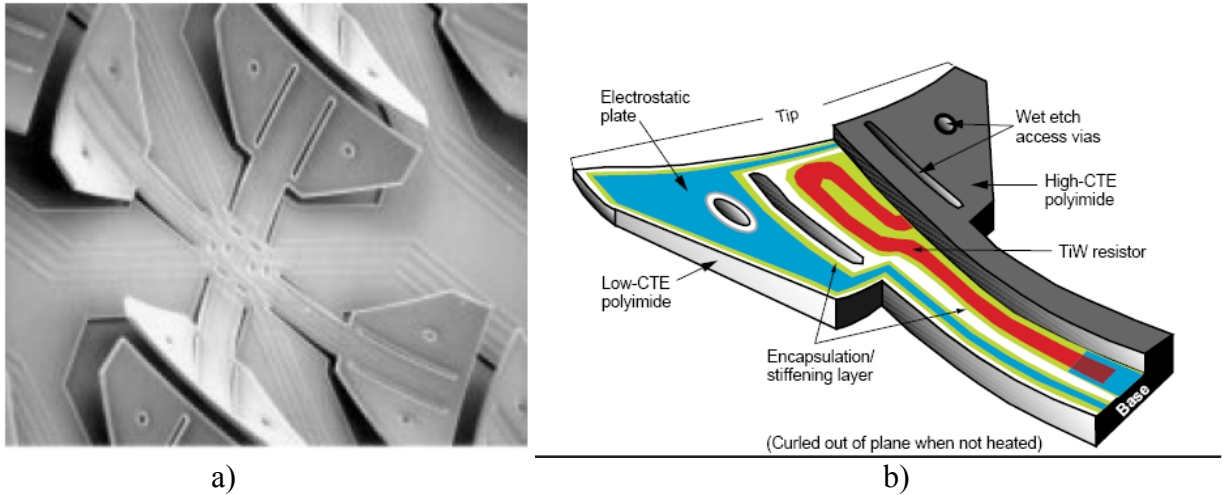 Electrostatic
plate
Tip
Wet etch
access vias
High-CTE
polyimide
TiW resistor
Low-CTE
polyimide
Encapsulation/
stiffening layer
Base
(Curled out of plane when not heated)
a)
b)